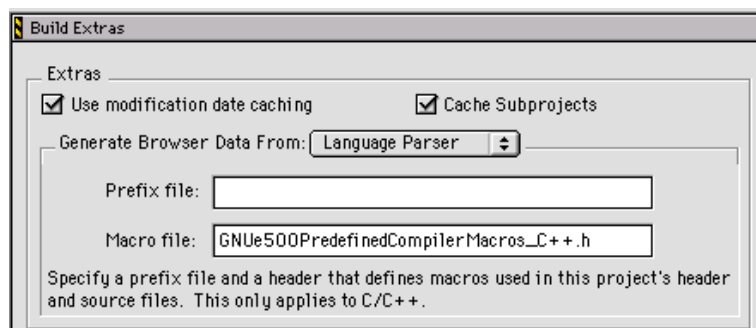 Build Extras
Extras
Use modification date caching
Cache Subprojects
Generate Browser Data From: Language Parser
Prefix file:
Macro file: GNUe500PredefinedCompilerMacros_C++.h
Specify a prefix file and a header that defines macros used in this project's header
and source files. This only applies to C/C++.